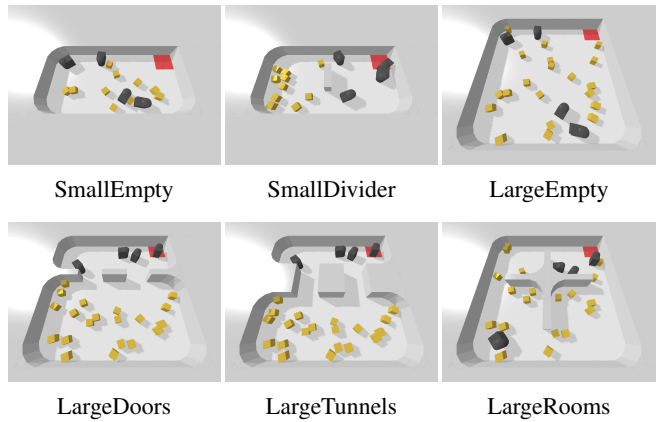 SmallEmpty
SmallDivider
LargeEmpty
LargeDoors
LargeTunnels
LargeRooms